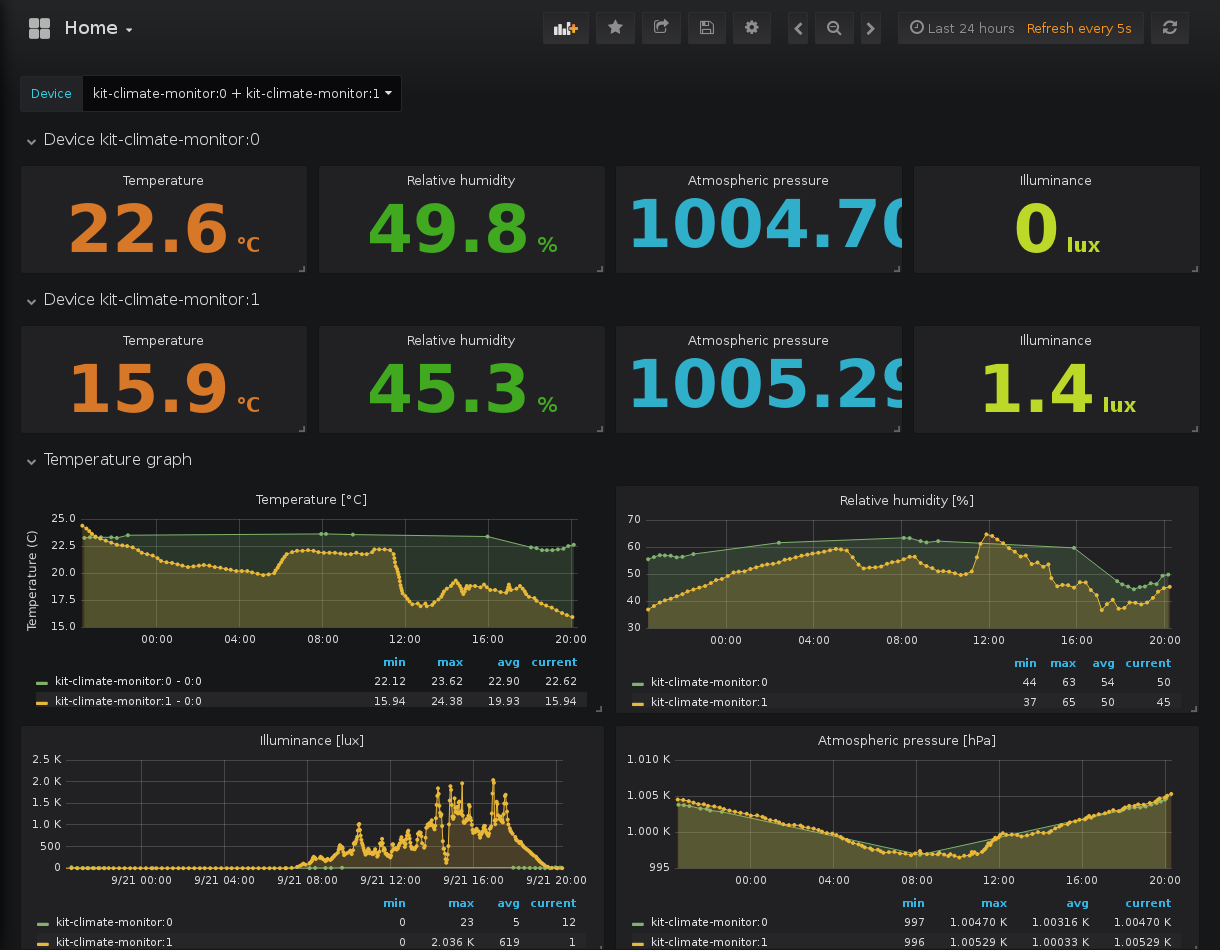 Home
Last 24 hours Refresh every 5s
Device kit-climate-monitor:0 + kit-climate-monitor:1
Device kit-climate-monitor:0
Temperature Relative humidity Atmospheric pressure Illuminance
22.6 °C 49.8 % 1004.70 0 lux
Device kit-climate-monitor:1
Temperature Relative humidity Atmospheric pressure Illuminance
15.9 °C 45.3 % 1005.29 1.4 lux
Temperature graph
Temperature [°C]
Temperature (C)
25.0
22.5
20.0
17.5
15.0
00:00 04:00 08:00 12:00 16:00 20:00
min max avg current
kit-climate-monitor:0 - 0:0 22.12 23.62 22.90 22.62
kit-climate-monitor:1 - 0:0 15.94 24.38 19.93 15.94
Relative humidity [%]
70
60
50
40
30
00:00 04:00 08:00 12:00 16:00 20:00
min max avg current
kit-climate-monitor:0 44 63 54 50
kit-climate-monitor:1 37 65 50 45
Illuminance [lux]
2.5 K
2.0 K
1.5 K
1.0 K
500
0
9/21 00:00 9/21 04:00 9/21 08:00 9/21 12:00 9/21 16:00 9/21 20:00
min max avg current
kit-climate-monitor:0 0 23 5 12
kit-climate-monitor:1 0 2.036 K 619 1
Atmospheric pressure [hPa]
1.010 K
1.005 K
1.000 K
995
00:00 04:00 08:00 12:00 16:00 20:00
min max avg current
kit-climate-monitor:0 997 1.00470 K 1.00316 K 1.00470 K
kit-climate-monitor:1 996 1.00529 K 1.00033 K 1.00529 K